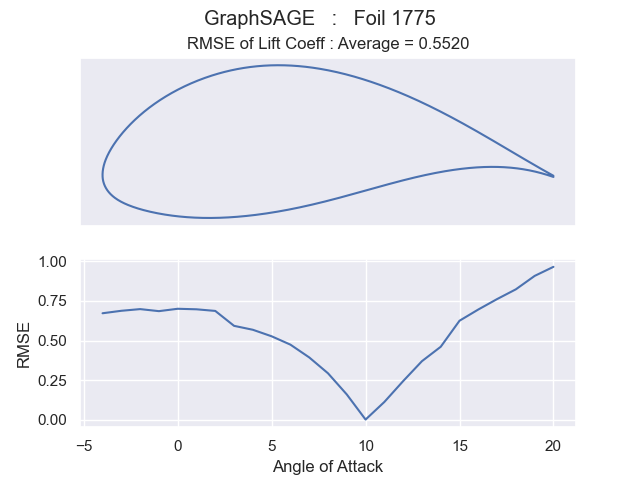 GraphSAGE : Foil 1775
RMSE of Lift Coeff : Average = 0.5520
1.00
0.75
0.50
0.25
0.00
RMSE
−5
0
5
10
15
20
Angle of Attack